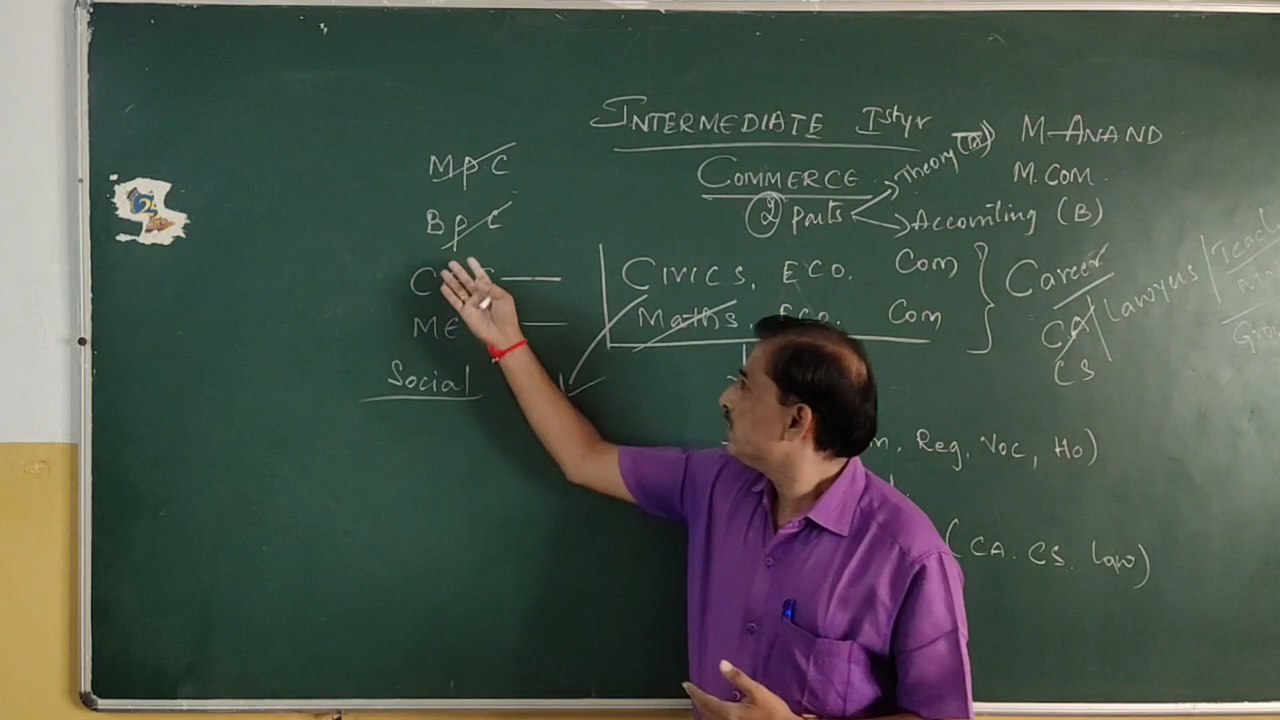 INTERMEDIATE Ist yr
COMMERCE
② parts
Theory (A)
Accounting (B)
M. ANAND
M. COM.
MPC
BPC
Social
CIVICS, ECO. Com
Maths, Eco. Com
Career
CA
CS
Lawyers
Reg, Voc, Ho)
(CA. CS. Law)